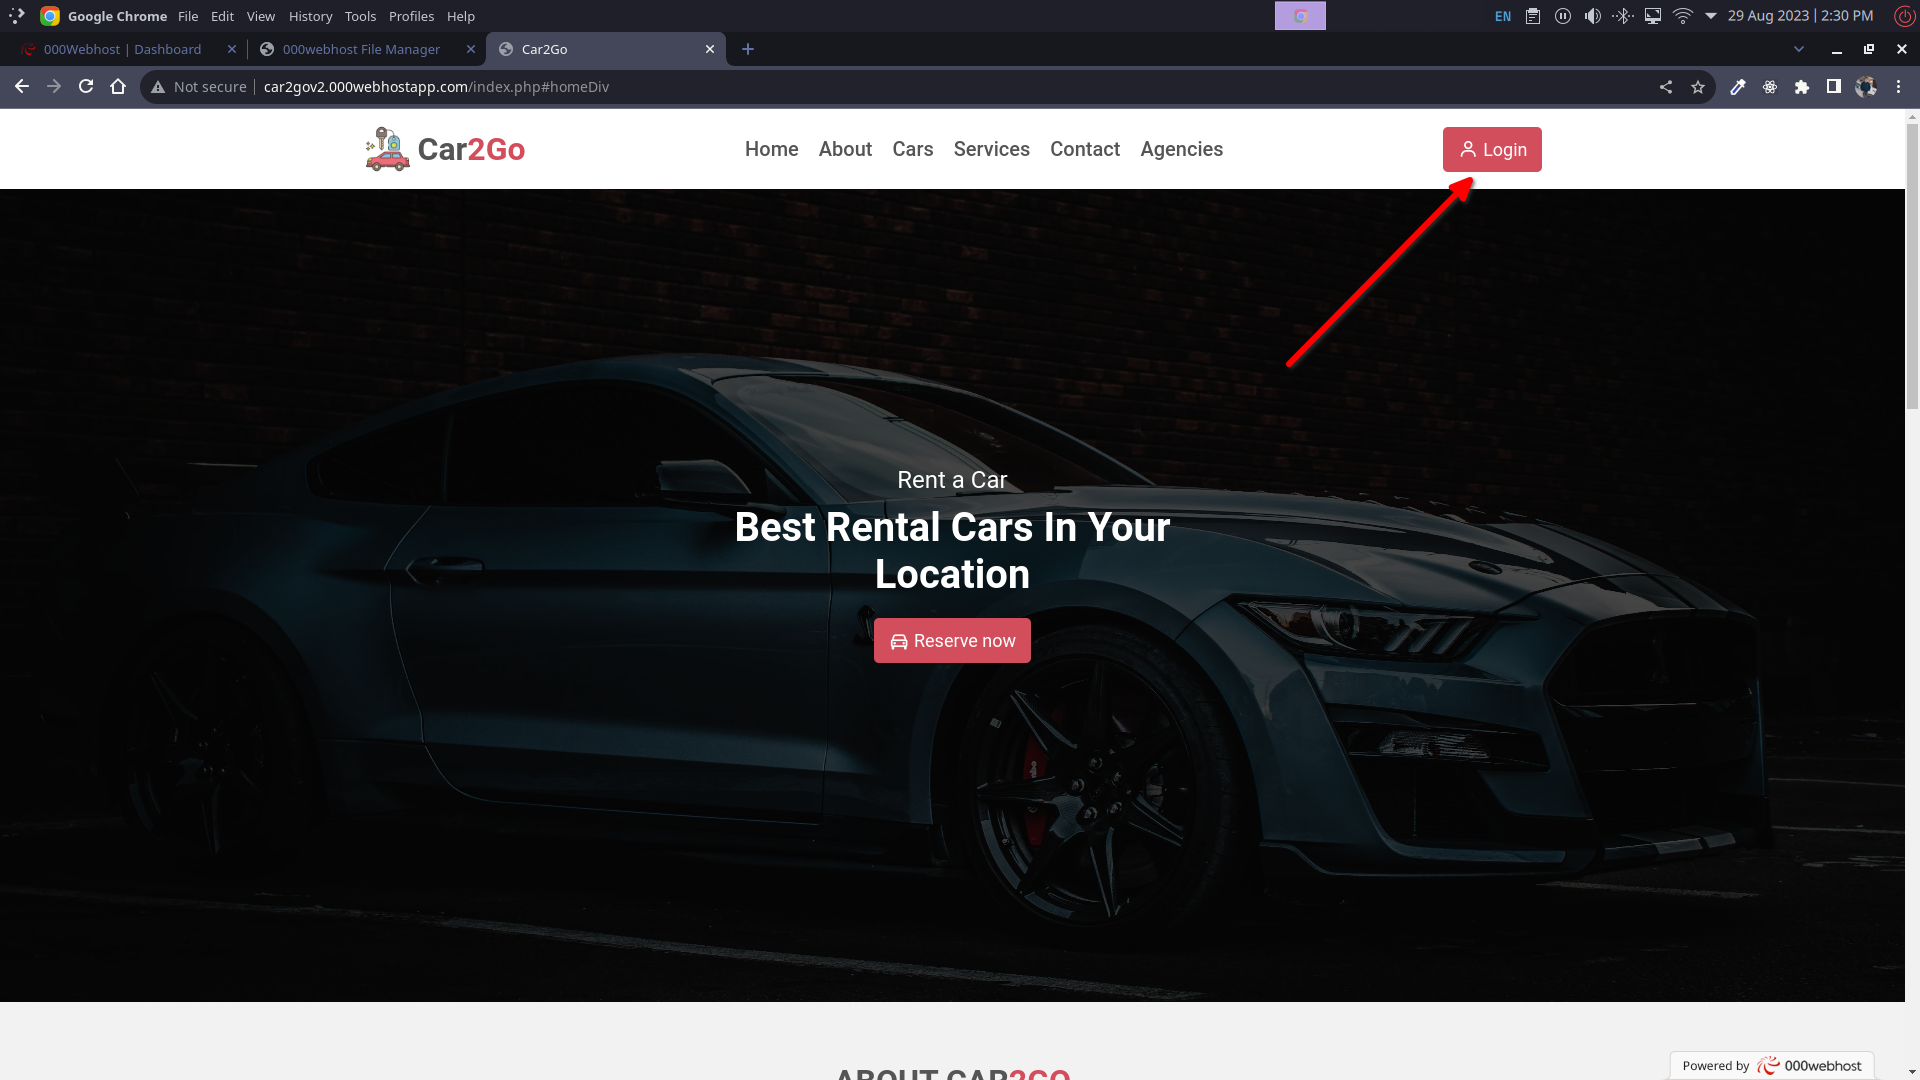 Google Chrome File Edit View History Tools Profiles Help
EN 29 Aug 2023 | 2:30 PM
000Webhost | Dashboard
000webhost File Manager
Car2Go
Not secure car2gov2.000webhostapp.com/index.php#homeDiv
Car2Go
Home About Cars Services Contact Agencies
Login
Rent a Car
Best Rental Cars In Your
Location
Reserve now
ABOUT CAR2GO
Powered by 000webhost